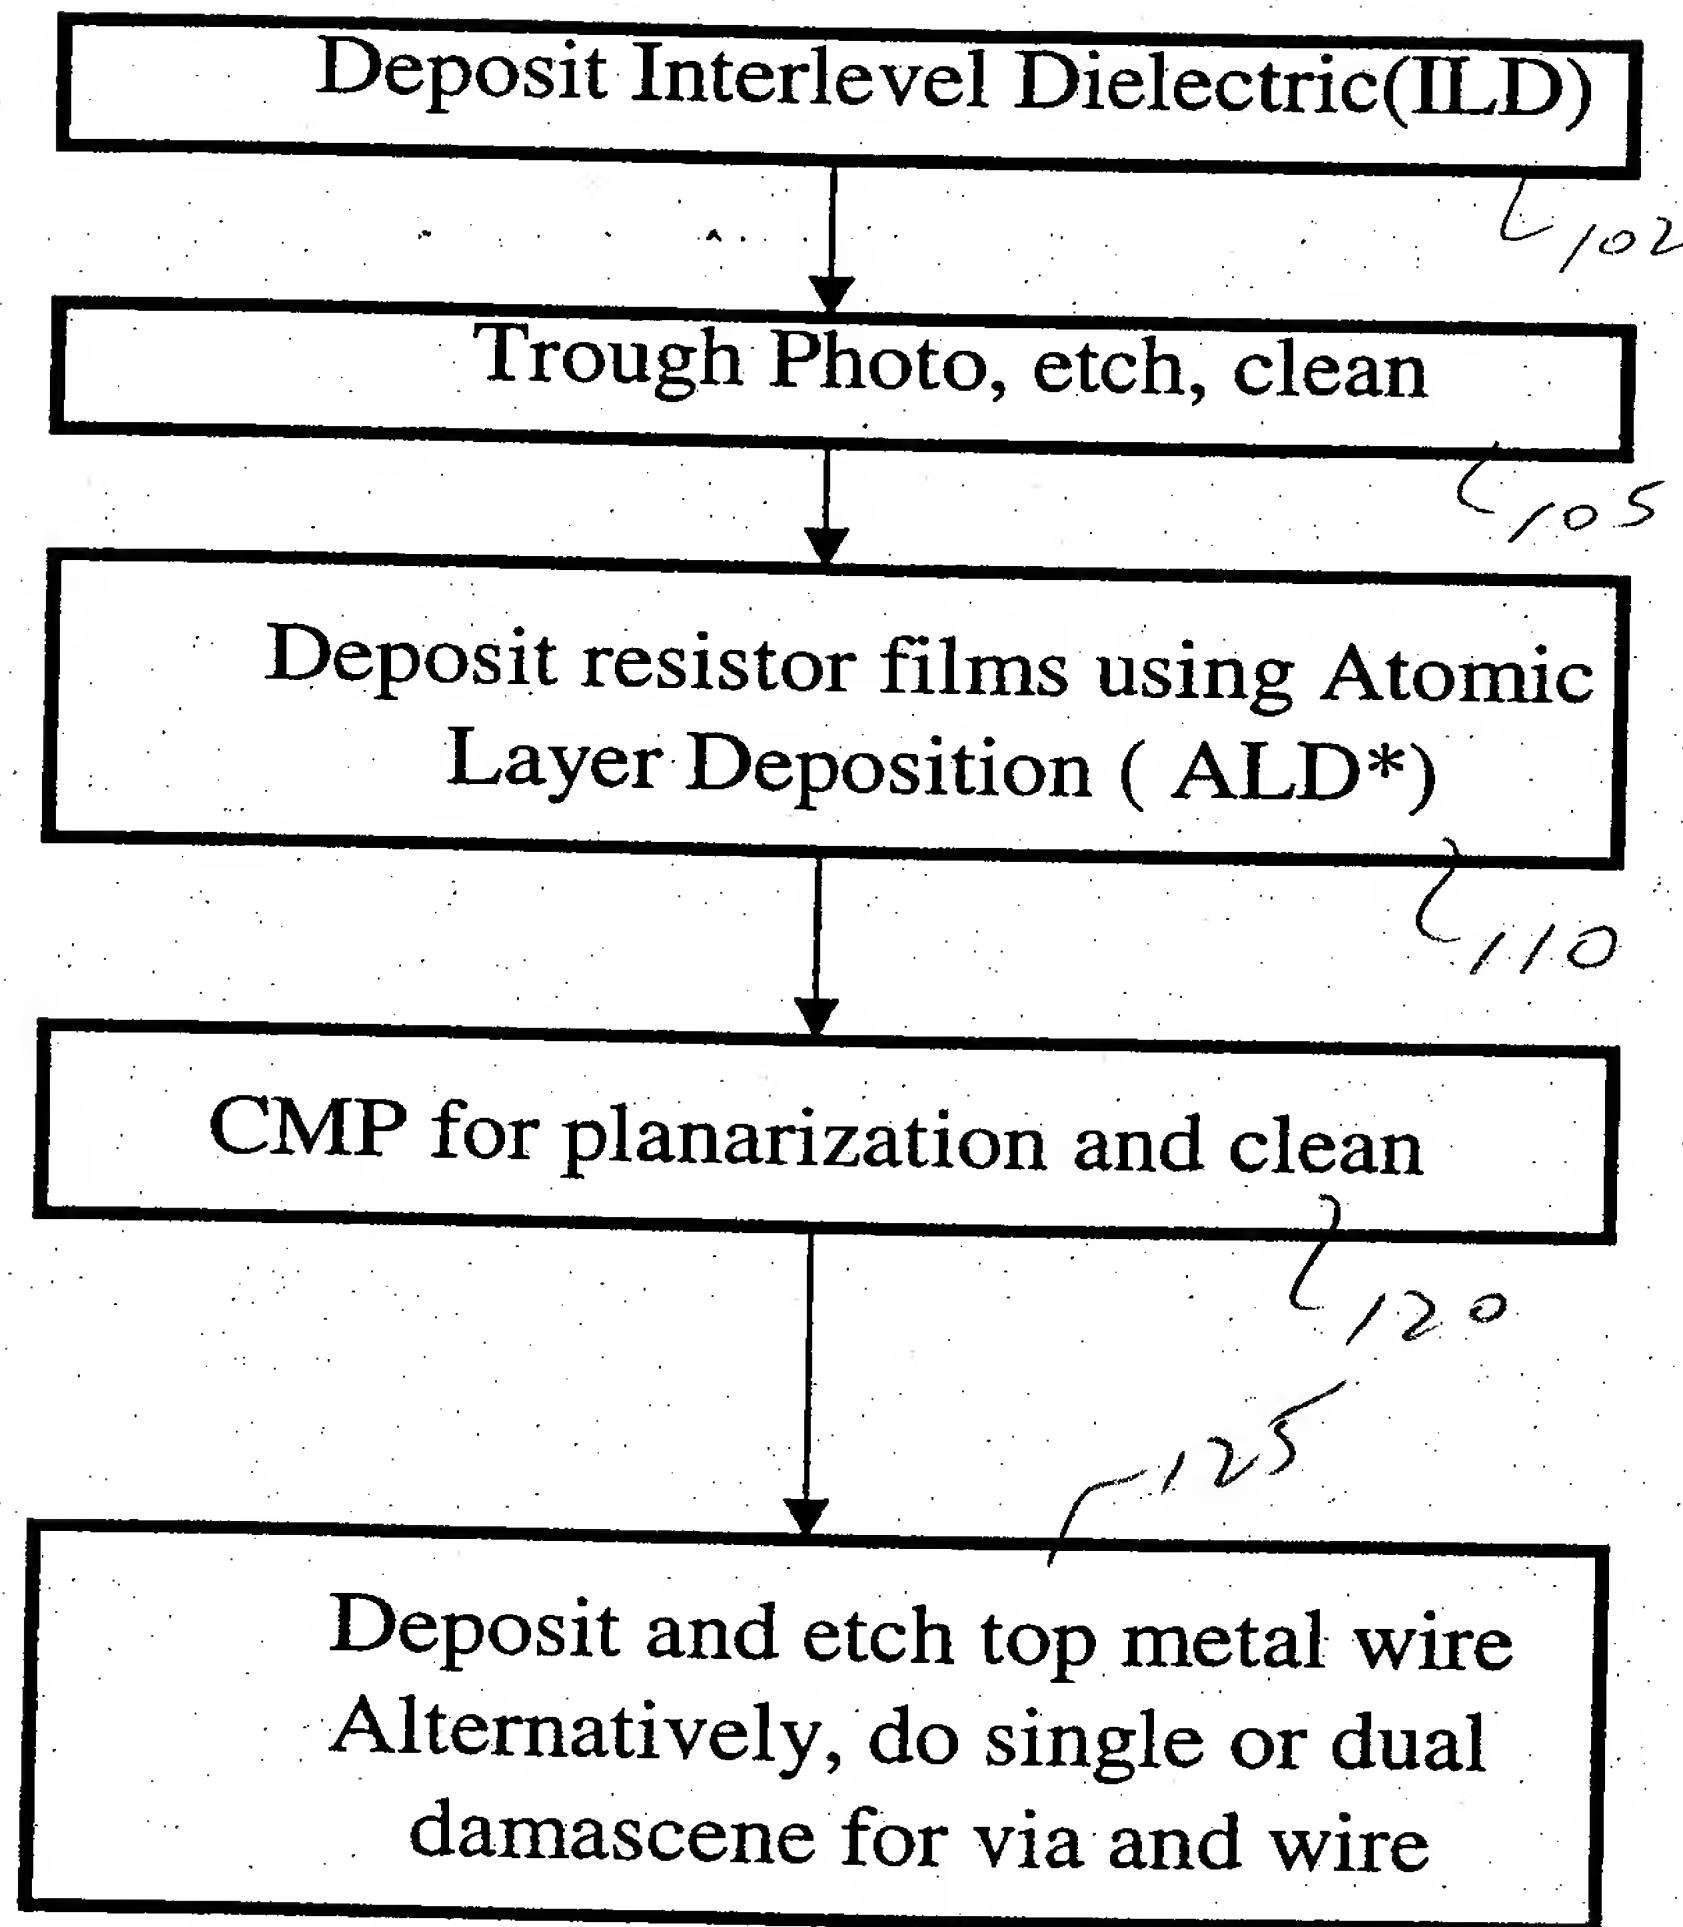 Deposit Interlevel Dielectric(ILD)
102
Trough Photo, etch, clean
105
Deposit resistor films using Atomic
Layer Deposition ( ALD*)
110
CMP for planarization and clean
120
125
Deposit and etch top metal wire
Alternatively, do single or dual
damascene for via and wire